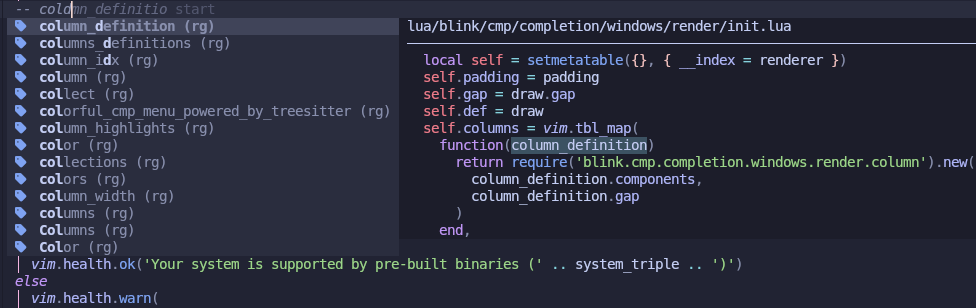 -- coldmn_definitio start
column_definition (rg)
columns_definitions (rg)
column_idx (rg)
column (rg)
collect (rg)
colorful_cmp_menu_powered_by_treesitter (rg)
column_highlights (rg)
color (rg)
collections (rg)
colors (rg)
column_width (rg)
columns (rg)
Columns (rg)
Color (rg)
lua/blink/cmp/completion/windows/render/init.lua
local self = setmetatable({}, { __index = renderer })
self.padding = padding
self.gap = draw.gap
self.def = draw
self.columns = vim.tbl_map(
function(column_definition)
return require('blink.cmp.completion.windows.render.column').new(
column_definition.components,
column_definition.gap
)
end,
vim.health.ok('Your system is supported by pre-built binaries (' .. system_triple .. ')')
else
vim.health.warn(